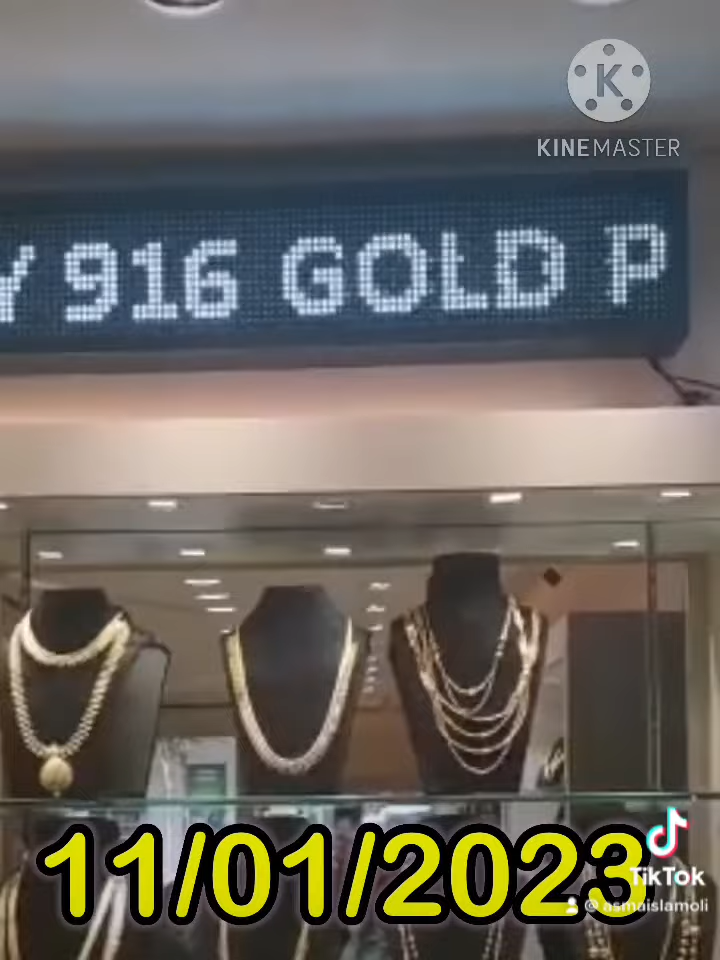 K
KINEMASTER
Y 916 GOLD P
11/01/2023
TikTok
@asmaislamoli